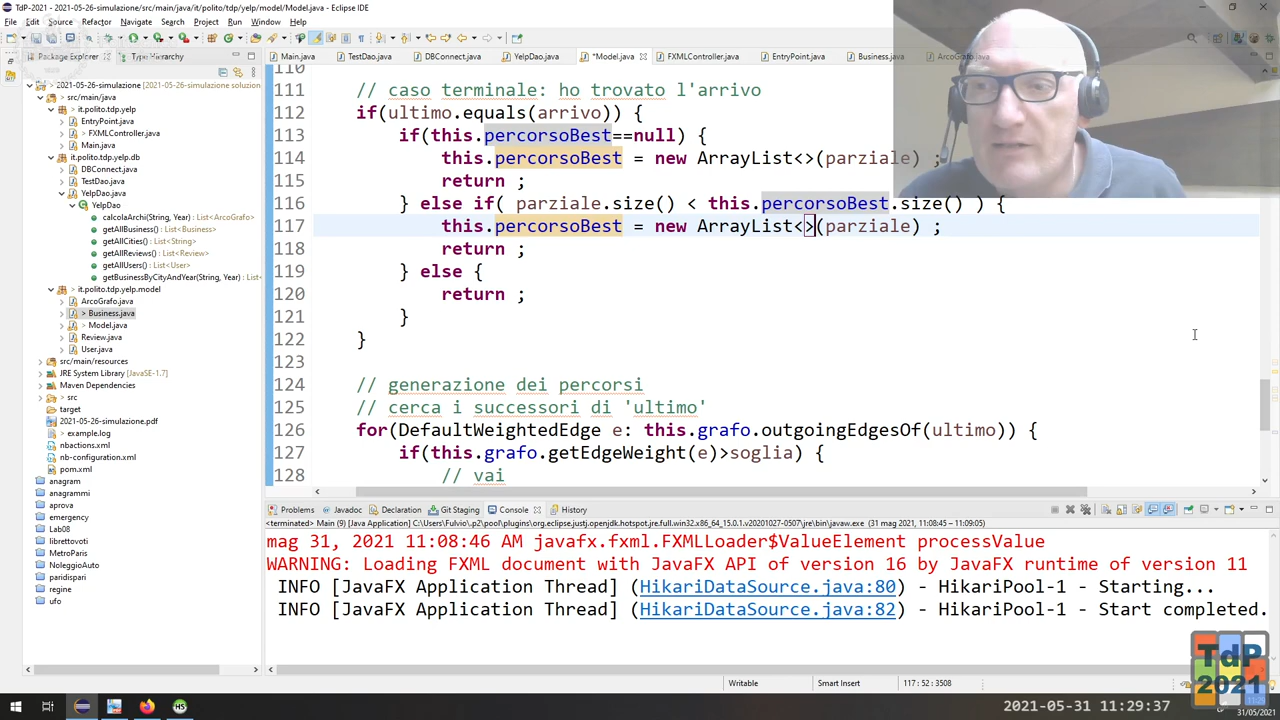 TdP-2021 - 2021-05-26-simulazione/src/main/java/it/polito/tdp/yelp/model/Model.java - Eclipse IDE
File Edit Source Refactor Navigate Search Project Run Window Help
Package Explorer Type Hierarchy
Main.java TestDao.java DBConnect.java YelpDao.java *Model.java FXMLController.java EntryPoint.java Business.java ArcoGrafo.java
2021-05-26-simulazione [2021-05-26-simulazione soluzion
src/main/java
it.polito.tdp.yelp
EntryPoint.java
FXMLController.java
Main.java
it.polito.tdp.yelp.db
DBConnect.java
TestDao.java
YelpDao.java
YelpDao
calcolaArchi(String, Year) : List<ArcoGrafo>
getAllBusiness() : List<Business>
getAllCities() : List<String>
getAllReviews() : List<Review>
getAllUsers() : List<User>
getBusinessByCityAndYear(String, Year) : List<
it.polito.tdp.yelp.model
ArcoGrafo.java
> Business.java
> Model.java
Review.java
User.java
src/main/resources
JRE System Library [JavaSE-1.7]
Maven Dependencies
> src
target
2021-05-26-simulazione.pdf
> example.log
nbactions.xml
nb-configuration.xml
pom.xml
anagram
anagrammi
aprova
emergency
Lab08
librettovoti
MetroParis
NoleggioAuto
paridispari
regine
ufo
110
111 // caso terminale: ho trovato l'arrivo
112 if(ultimo.equals(arrivo)) {
113 if(this.percorsoBest==null) {
114 this.percorsoBest = new ArrayList<>(parziale) ;
115 return ;
116 } else if( parziale.size() < this.percorsoBest.size() ) {
117 this.percorsoBest = new ArrayList<>(parziale) ;
118 return ;
119 } else {
120 return ;
121 }
122 }
123
124 // generazione dei percorsi
125 // cerca i successori di 'ultimo'
126 for(DefaultWeightedEdge e: this.grafo.outgoingEdgesOf(ultimo)) {
127 if(this.grafo.getEdgeWeight(e)>soglia) {
128 // vai
Problems Javadoc Declaration Git Staging Console History
<terminated> Main (9) [Java Application] C:\Users\Fulvio\.p2\pool\plugins\org.eclipse.justj.openjdk.hotspot.jre.full.win32.x86_64_15.0.1.v20201027-0507\jre\bin\javaw.exe (31 mag 2021, 11:08:45 – 11:09:05)
mag 31, 2021 11:08:46 AM javafx.fxml.FXMLLoader$ValueElement processValue
WARNING: Loading FXML document with JavaFX API of version 16 by JavaFX runtime of version 11
INFO [JavaFX Application Thread] (HikariDataSource.java:80) - HikariPool-1 - Starting...
INFO [JavaFX Application Thread] (HikariDataSource.java:82) - HikariPool-1 - Start completed.
Writable Smart Insert 117 : 52 : 3508
TdP
2021
2021-05-31 11:29:37
31/05/2021